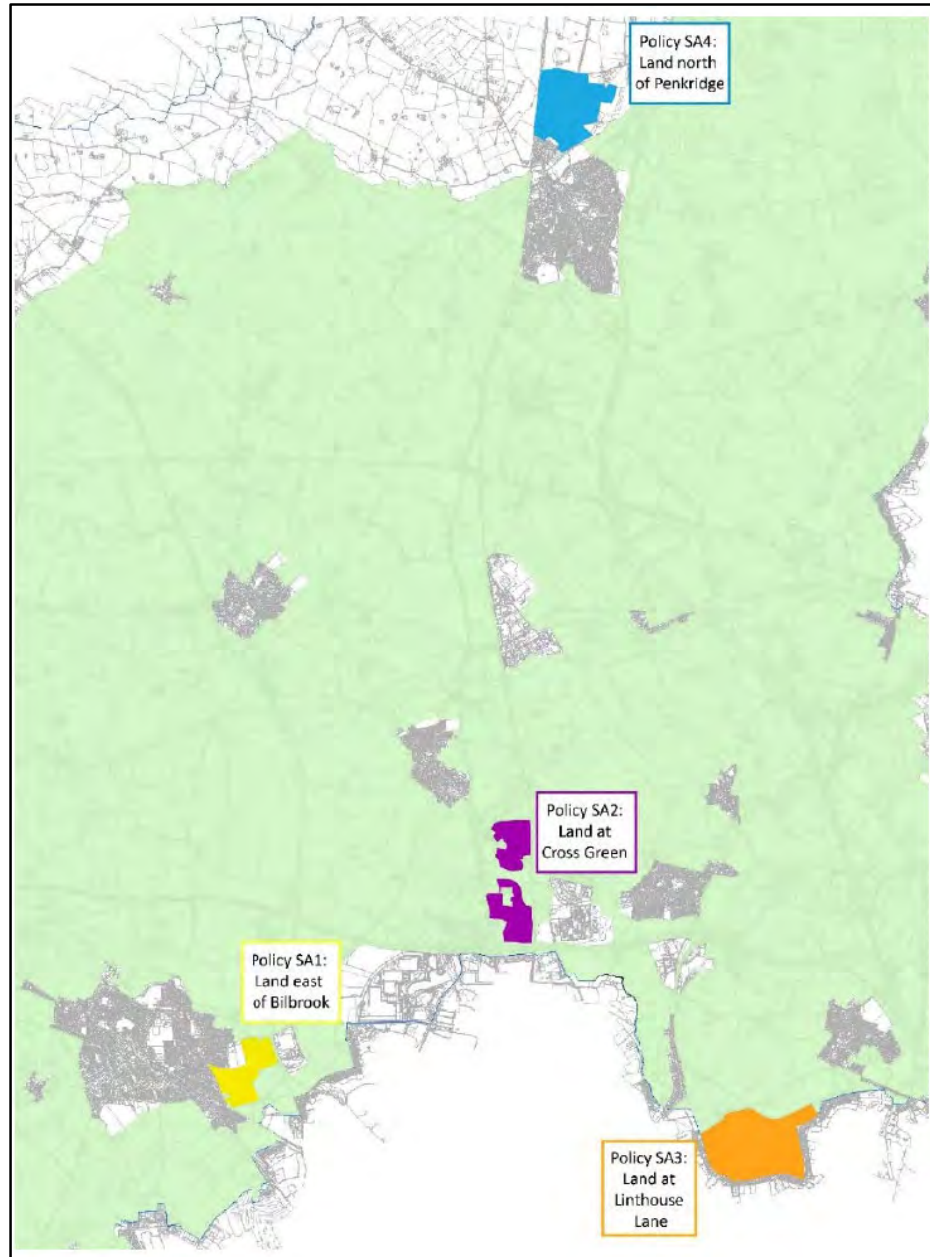 Policy SA4:
Land north
of Penkridge
Policy SA2:
Land at
Cross Green
Policy SA1:
Land east
of Bilbrook
Policy SA3:
Land at
Linthouse
Lane